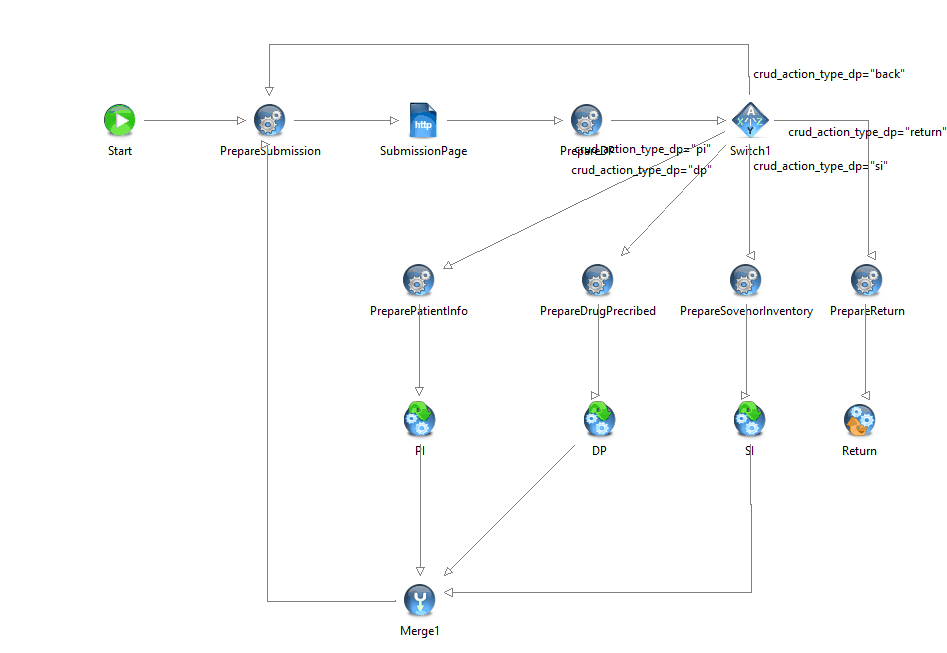 crud_action_type_dp="back"
A
X
Z
Y
http
crud_action_type_dp="return"
Start
PrepareSubmission
SubmissionPage
PrepareDP
crud_action_type_dp="pi"
Switch1
crud_action_type_dp="dp"
crud_action_type_dp="si"
PreparePatientInfo
PrepareDrugPrecribed
PrepareSovenorInventory
PrepareReturn
PI
DP
SI
Return
Merge1